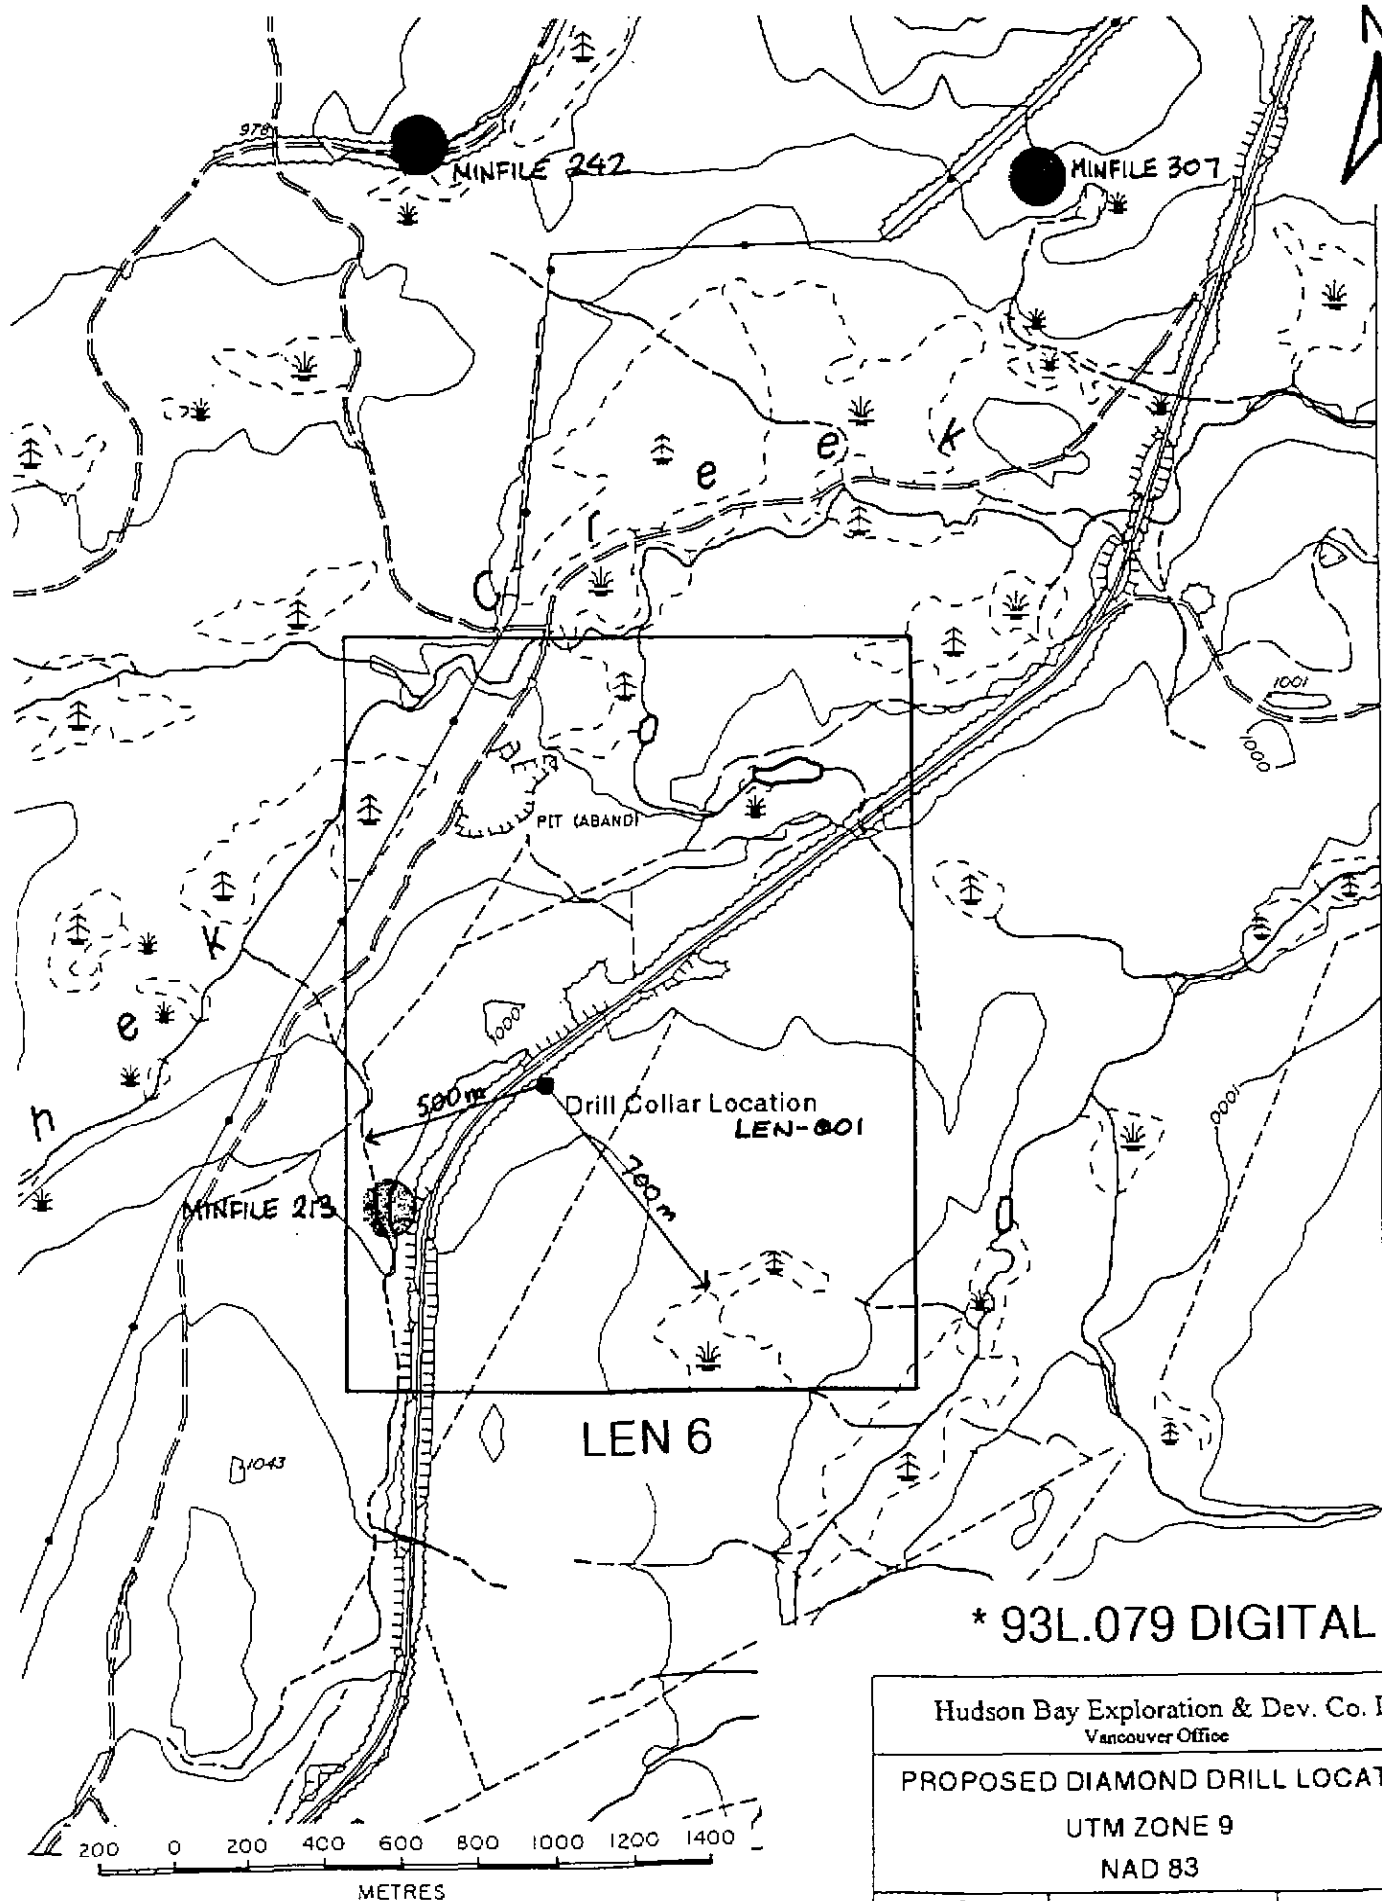 N
978
MINFILE 242
MINFILE 307
e
e
k
r
C
1001
1000
PIT (ABAND)
k
e
n
1000
500m
Drill Collar Location
LEN-001
700m
1000
MINFILE 213
LEN 6
1043
* 93L.079 DIGITAL
Hudson Bay Exploration & Dev. Co.
Vancouver Office
PROPOSED DIAMOND DRILL LOCAT
UTM ZONE 9
NAD 83
200 0 200 400 600 800 1000 1200 1400
METRES